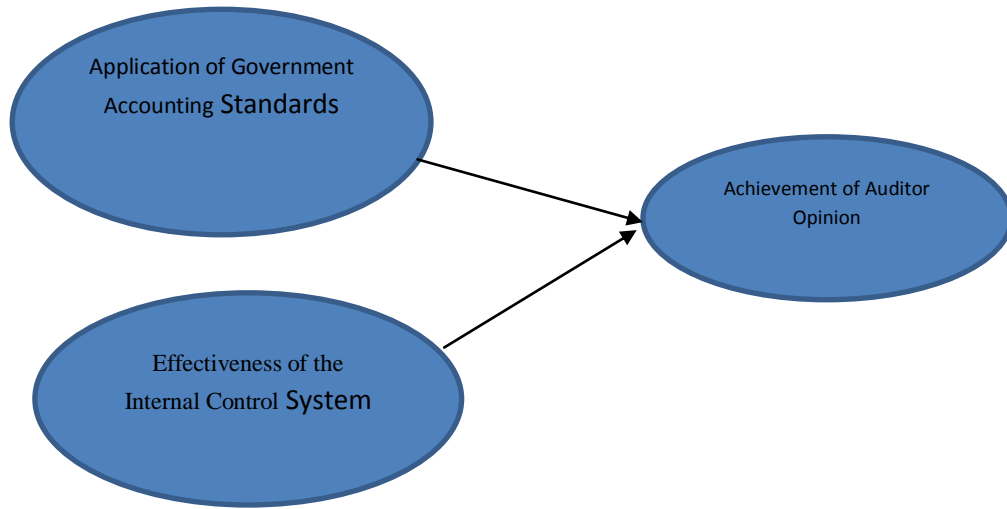 Application of Government
Accounting Standards
Achievement of Auditor
Opinion
Effectiveness of the
Internal Control System